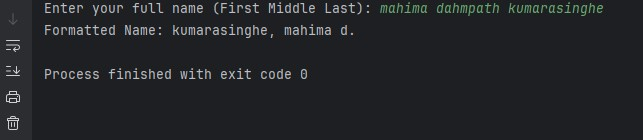 Enter your full name (First Middle Last): mahima dahmpath kumarasinghe
Formatted Name: kumarasinghe, mahima d.
Process finished with exit code 0